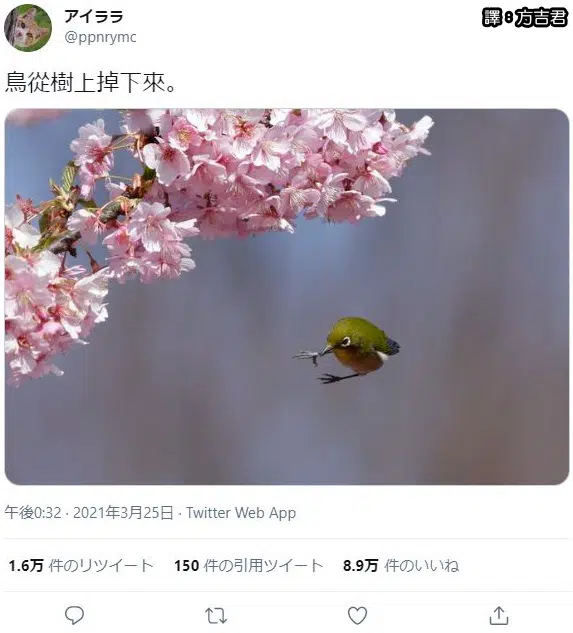 アイララ
譯:方吉君
@ppnrymc
鳥從樹上掉下來。
午後0:32 · 2021年3月25日 · Twitter Web App
1.6万 件のリツイート 150 件の引用ツイート 8.9万 件のいいね